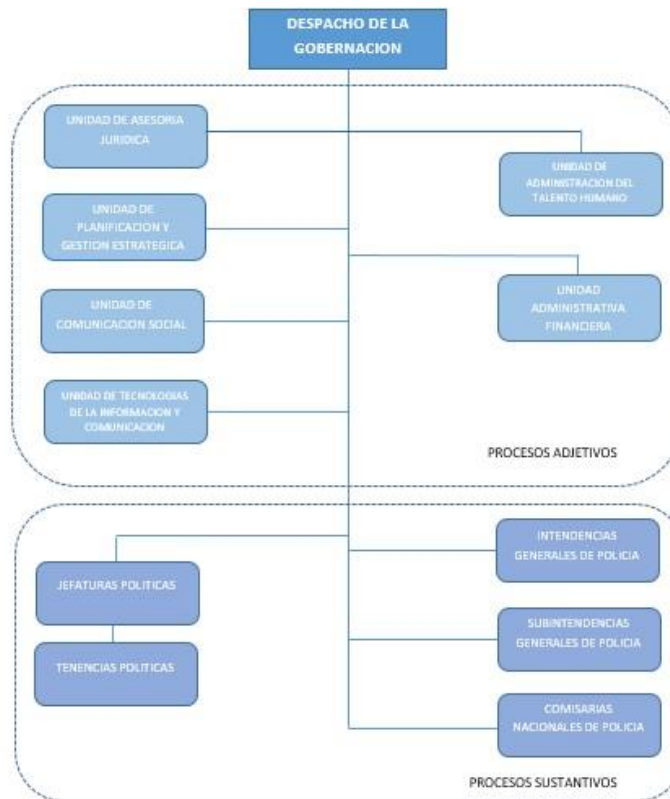 DESPACHO DE LA
GOBERNACION
UNIDAD DE ASESORIA
JURIDICA
UNIDAD DE
ADMINISTRACION DEL
TALENTO HUMANO
UNIDAD DE
PLANIFICACION Y
GESTION ESTRATEGICA
UNIDAD
ADMINISTRATIVA
FINANCIERA
UNIDAD DE
COMUNICACION SOCIAL
UNIDAD DE TECNOLOGIAS
DE LA INFORMACION Y
COMUNICACION
PROCESOS ADJETIVOS
INTENDENCIAS
GENERALES DE POLICIA
JEFATURAS POLITICAS
SUBINTENDENCIAS
GENERALES DE POLICIA
TENENCIAS POLITICAS
COMISARIAS
NACIONALES DE POLICIA
PROCESOS SUSTANTIVOS